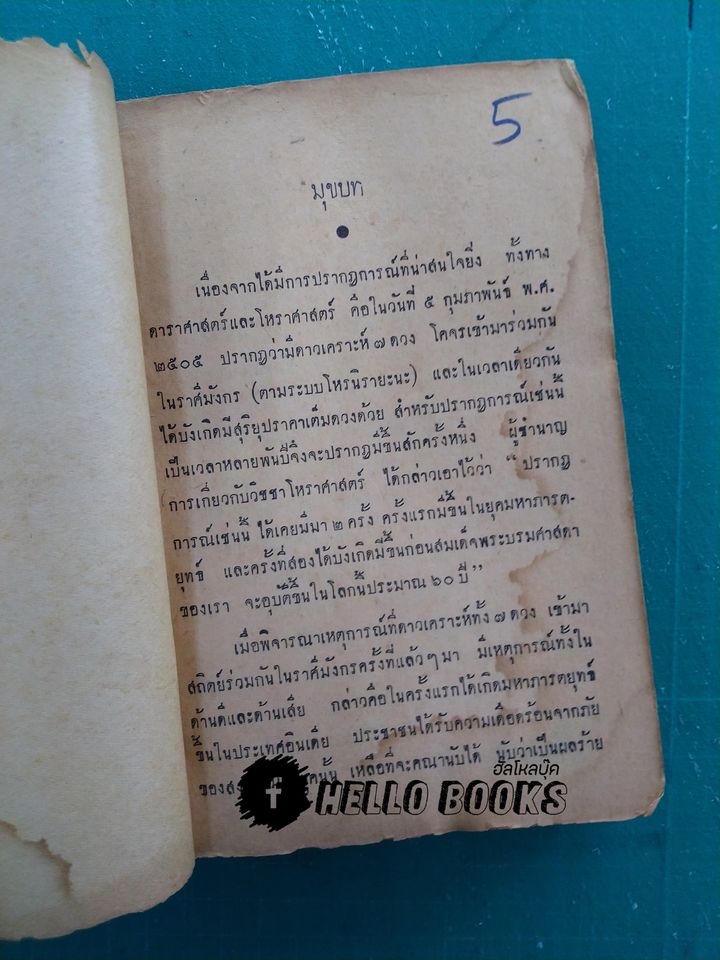 5
มุขบท
เนื่องจากได้มีการปรากฏการณ์ที่น่าสนใจยิ่ง ทั้งทาง
ดาราศาสตร์และโหราศาสตร์ คือในวันที่ ๕ กุมภาพันธ์ พ.ศ.
๒๕๐๕ ปรากฏว่ามีดาวเคราะห์ ๗ ดวง โคจรเข้ามาร่วมกัน
ในราศีมังกร (ตามระบบโหรนิรายะนะ) และในเวลาเดียวกัน
ได้บังเกิดมีสุริยุปราคาเต็มดวงด้วย สำหรับปรากฏการณ์เช่นนี้
เป็นเวลาหลายพันปีจึงจะปรากฏมีขึ้นสักครั้งหนึ่ง ผู้ชำนาญ
การเกี่ยวกับวิชชาโหราศาสตร์ ได้กล่าวเอาไว้ว่า “ ปรากฏ
การณ์เช่นนี้ ได้เคยมีมา ๒ ครั้ง ครั้งแรกมีขึ้นในยุคมหาภารต-
ยุทธ์ และครั้งที่สองได้บังเกิดมีขึ้นก่อนสมเด็จพระบรมศาสดา
ของเรา จะอุบัติขึ้นในโลกนี้ประมาณ ๖๐ ปี ”
เมื่อพิจารณาเหตุการณ์ที่ดาวเคราะห์ทั้ง ๗ ดวง เข้ามา
สถิตย์ร่วมกันในราศีมังกรครั้งที่แล้ว ๆ มา มีเหตุการณ์ทั้งใน
ด้านดีและด้านเสีย กล่าวคือในครั้งแรกได้เกิดมหาภารตยุทธ์
ขึ้นในประเทศอินเดีย ประชาชนได้รับความเดือดร้อนจากภัย
ของส คนั้น เหลือที่จะคณานับได้ นับว่าเป็นผลร้าย
ฮัลโหลบุ๊ค
f HELLO BOOKS